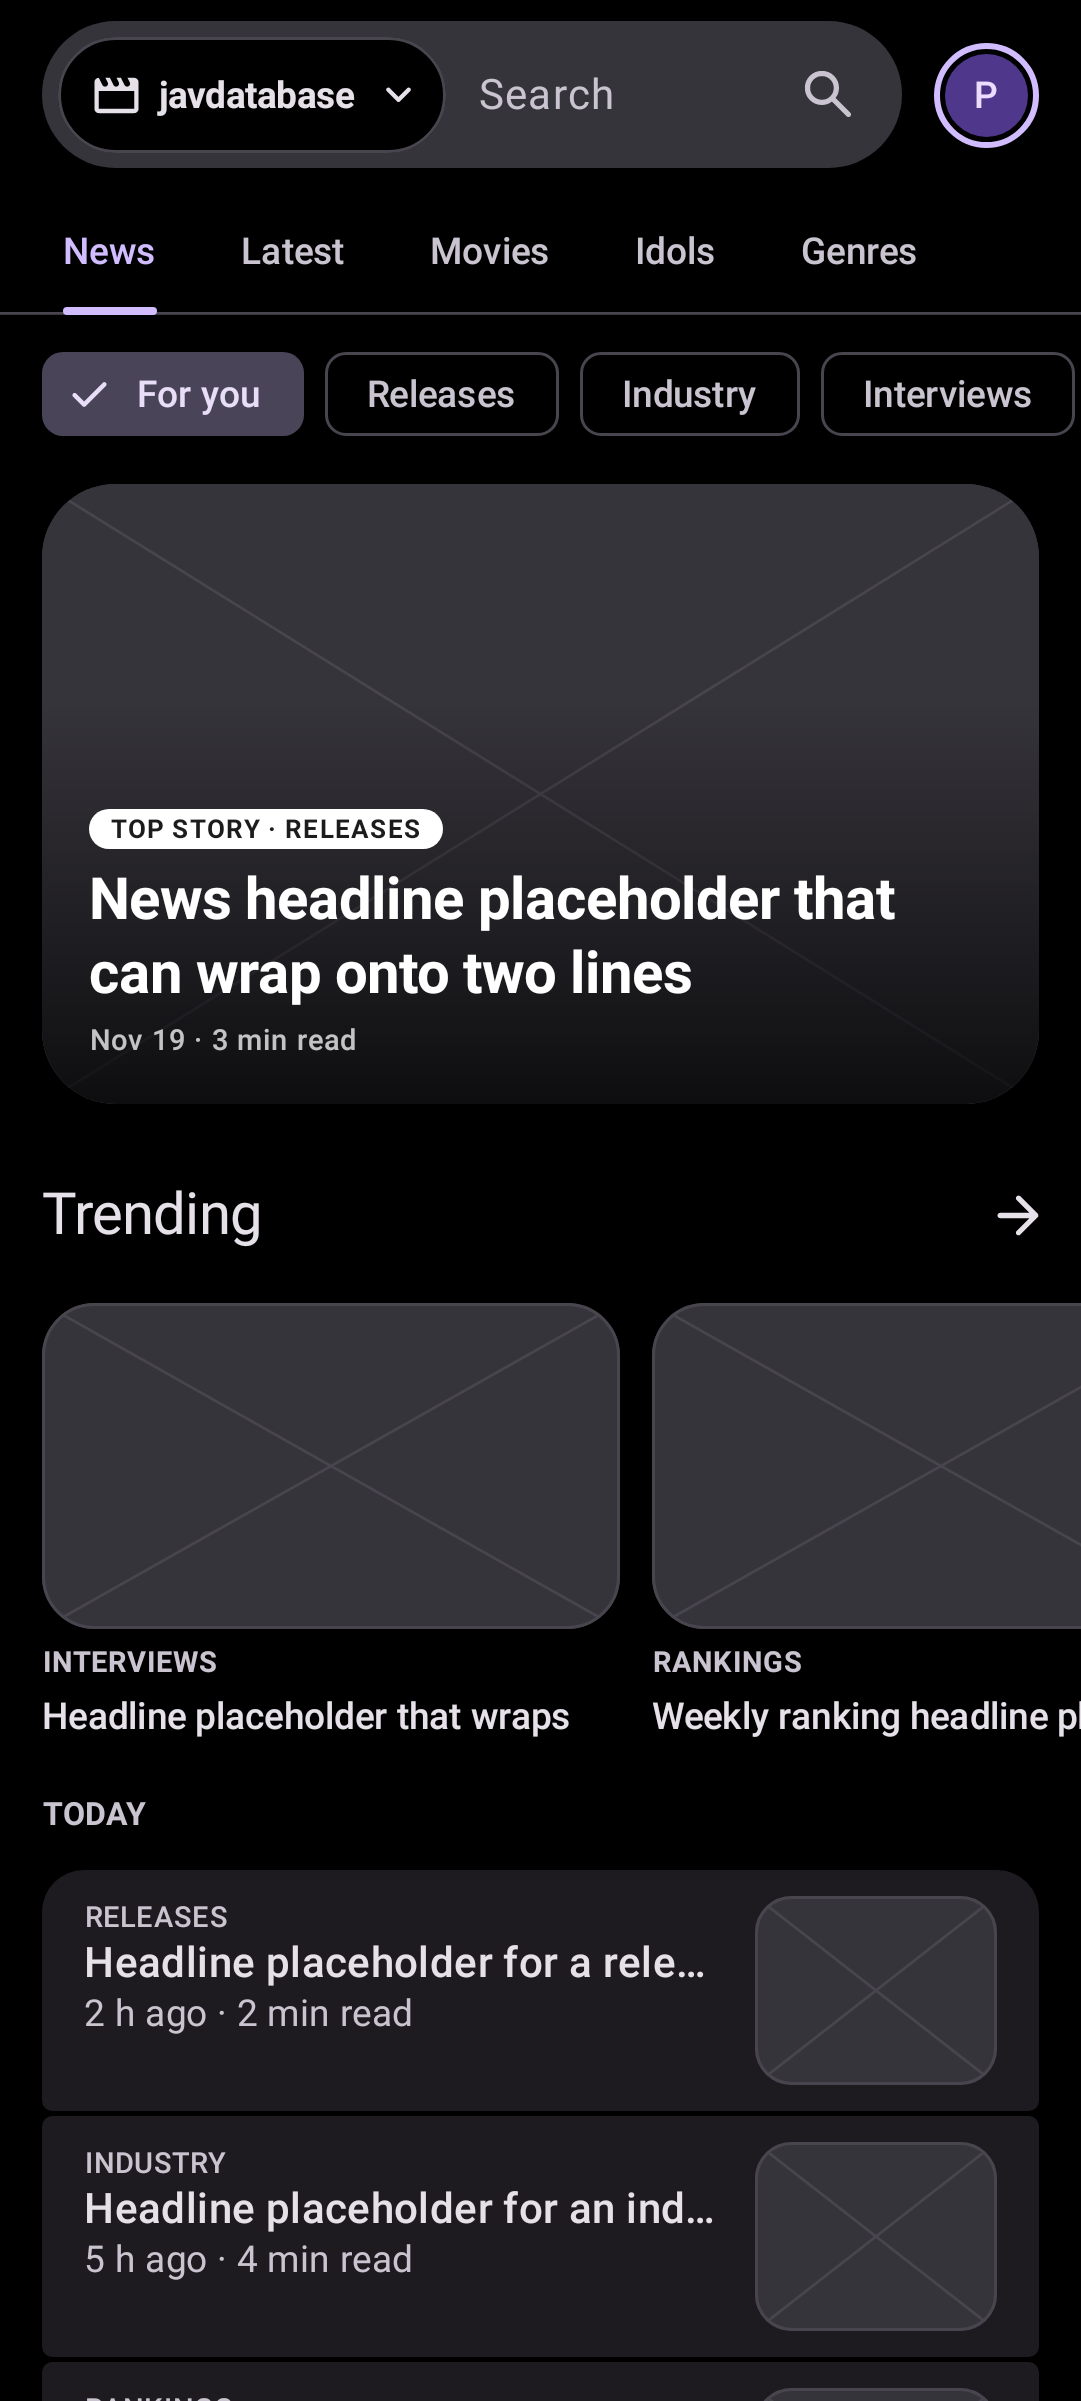 javdatabase
Search
P
News
Latest
Movies
Idols
Genres
For you
Releases
Industry
Interviews
TOP STORY · RELEASES
News headline placeholder that
can wrap onto two lines
Nov 19 · 3 min read
Trending
INTERVIEWS
Headline placeholder that wraps
RANKINGS
Weekly ranking headline pl
TODAY
RELEASES
Headline placeholder for a rele…
2 h ago · 2 min read
INDUSTRY
Headline placeholder for an ind…
5 h ago · 4 min read
RANKINGS